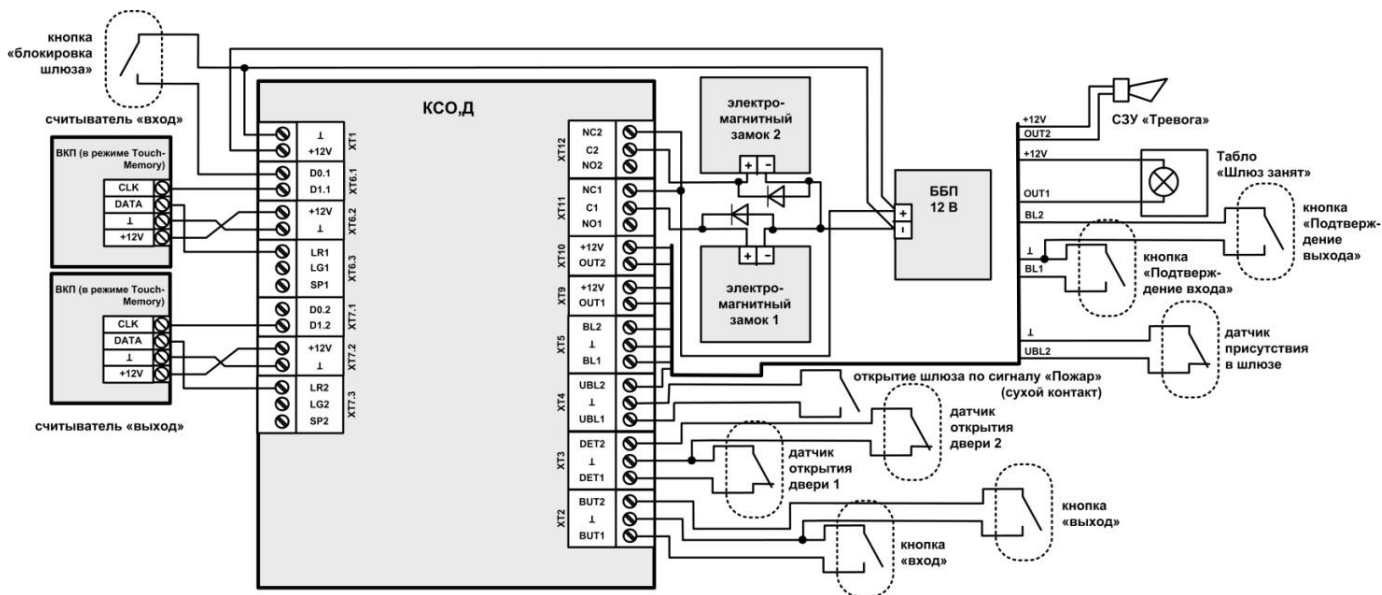 кнопка
«блокировка
шлюза»
считыватель «вход»
ВКП (в режиме Touch-
Memory)
CLK
DATA
⊥
+12V
ВКП (в режиме Touch-
Memory)
CLK
DATA
⊥
+12V
считыватель «выход»
КСО,Д
⊥
+12V
XT1
D0.1
D1.1
XT6.1
+12V
⊥
XT6.2
LR1
LG1
SP1
XT6.3
D0.2
D1.2
XT7.1
+12V
⊥
XT7.2
LR2
LG2
SP2
XT7.3
XT12
NC2
C2
NO2
XT11
NC1
C1
NO1
XT10
+12V
OUT2
XT9
+12V
OUT1
XT5
BL2
⊥
BL1
XT4
UBL2
⊥
UBL1
XT3
DET2
⊥
DET1
XT2
BUT2
⊥
BUT1
электро-
магнитный
замок 2
+ −
+ −
электро-
магнитный
замок 1
ББП
12 В
+
−
+12V
OUT2
СЗУ «Тревога»
+12V
OUT1
Табло
«Шлюз занят»
BL2
⊥
BL1
кнопка
«Подтверж-
дение
выхода»
кнопка
«Подтверж-
дение входа»
⊥
UBL2
датчик
присутствия
в шлюзе
открытие шлюза по сигналу «Пожар»
(сухой контакт)
датчик
открытия
двери 2
датчик
открытия
двери 1
кнопка
«выход»
кнопка
«вход»